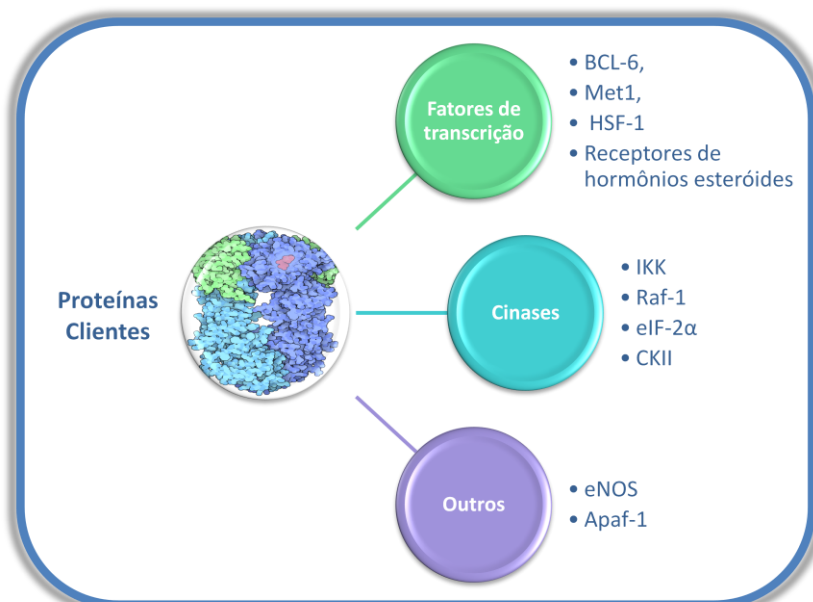 Proteínas
Clientes
Fatores de
transcrição
• BCL-6,
• Met1,
• HSF-1
• Receptores de
hormônios esteróides
Cinases
• IKK
• Raf-1
• eIF-2α
• CKII
Outros
• eNOS
• Apaf-1